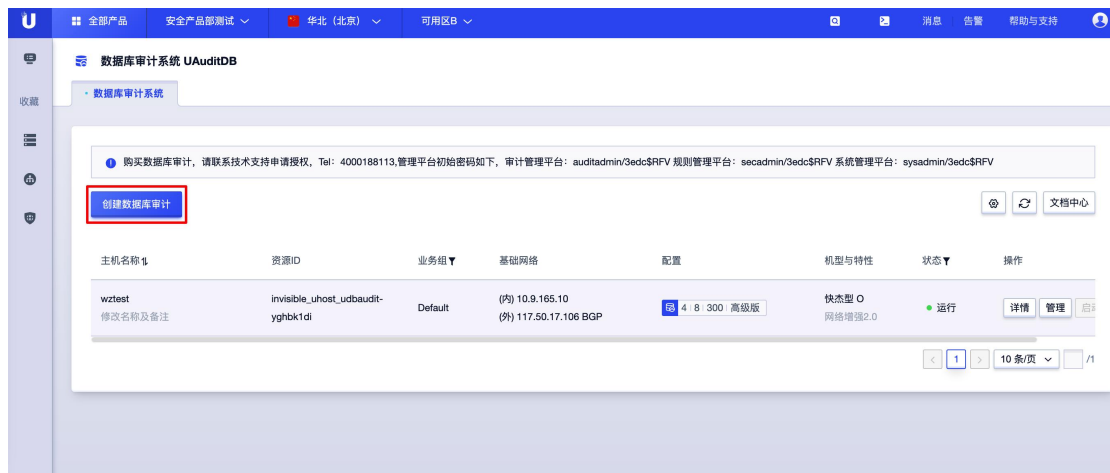 全部产品 安全产品部测试 华北（北京） 可用区B 消息 告警 帮助与支持
数据库审计系统 UAuditDB
收藏
数据库审计系统
购买数据库审计，请联系技术支持申请授权，Tel：4000188113,管理平台初始密码如下，审计管理平台：auditadmin/3edc$RFV 规则管理平台：secadmin/3edc$RFV 系统管理平台：sysadmin/3edc$RFV
创建数据库审计 文档中心
主机名称 资源ID 业务组 基础网络 配置 机型与特性 状态 操作
wztest invisible_uhost_udbaudit- (内) 10.9.165.10 快杰型 O
Default 4 8 300 高级版 运行 详情 管理
修改名称及备注 yghbk1di (外) 117.50.17.106 BGP 网络增强2.0
1 10 条/页 /1